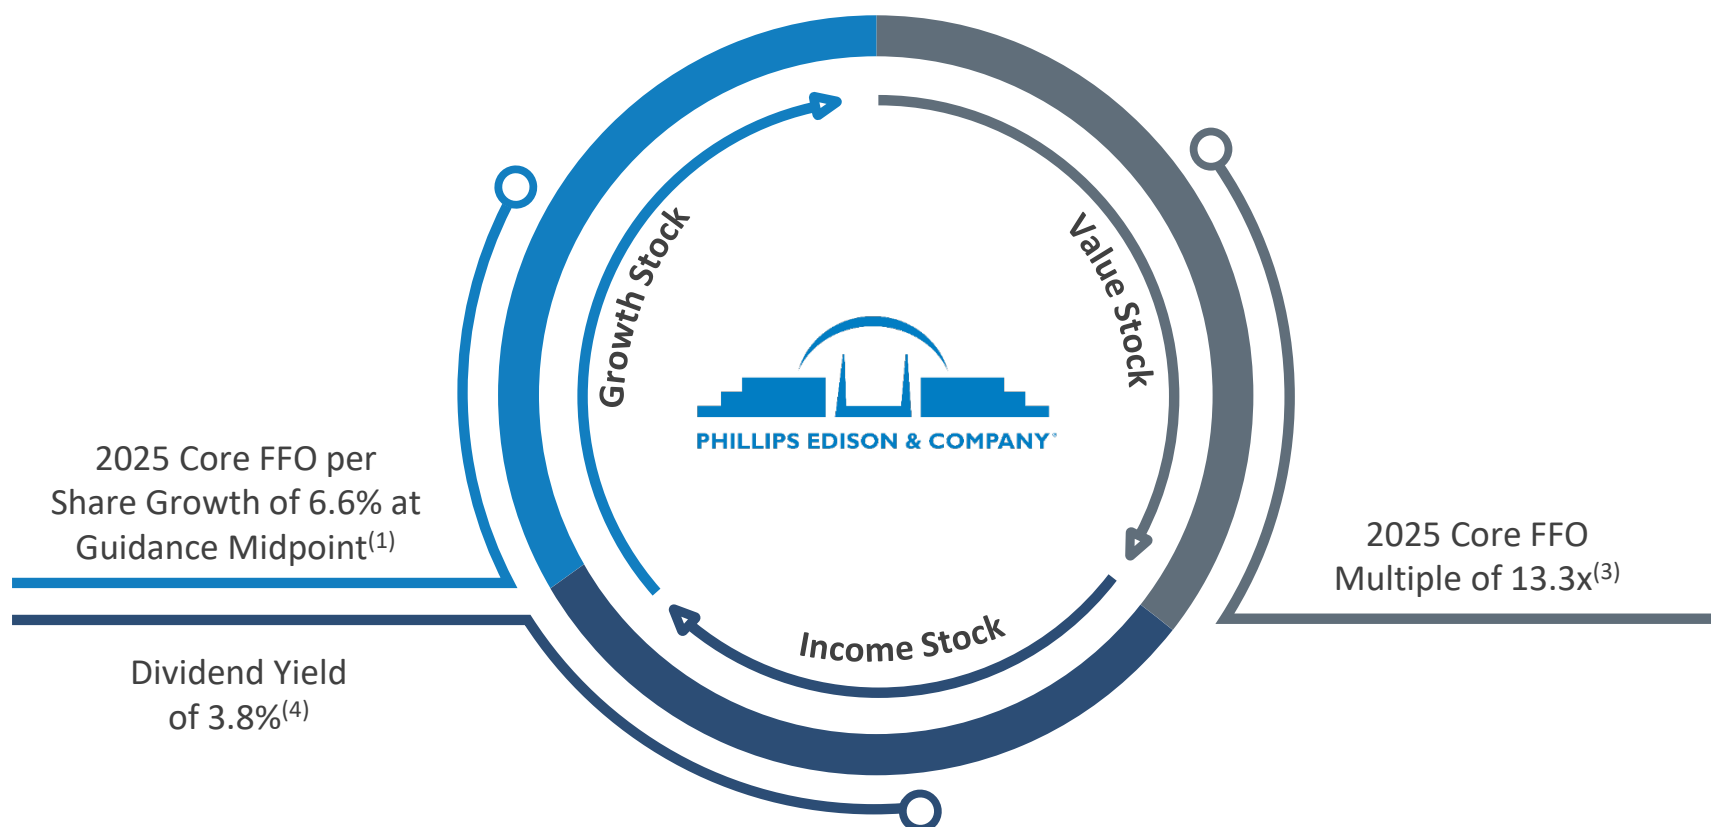 Growth Stock
Value Stock
Income Stock
PHILLIPS EDISON & COMPANY®
2025 Core FFO per
Share Growth of 6.6% at
Guidance Midpoint(1)
Dividend Yield
of 3.8%(4)
2025 Core FFO
Multiple of 13.3x(3)